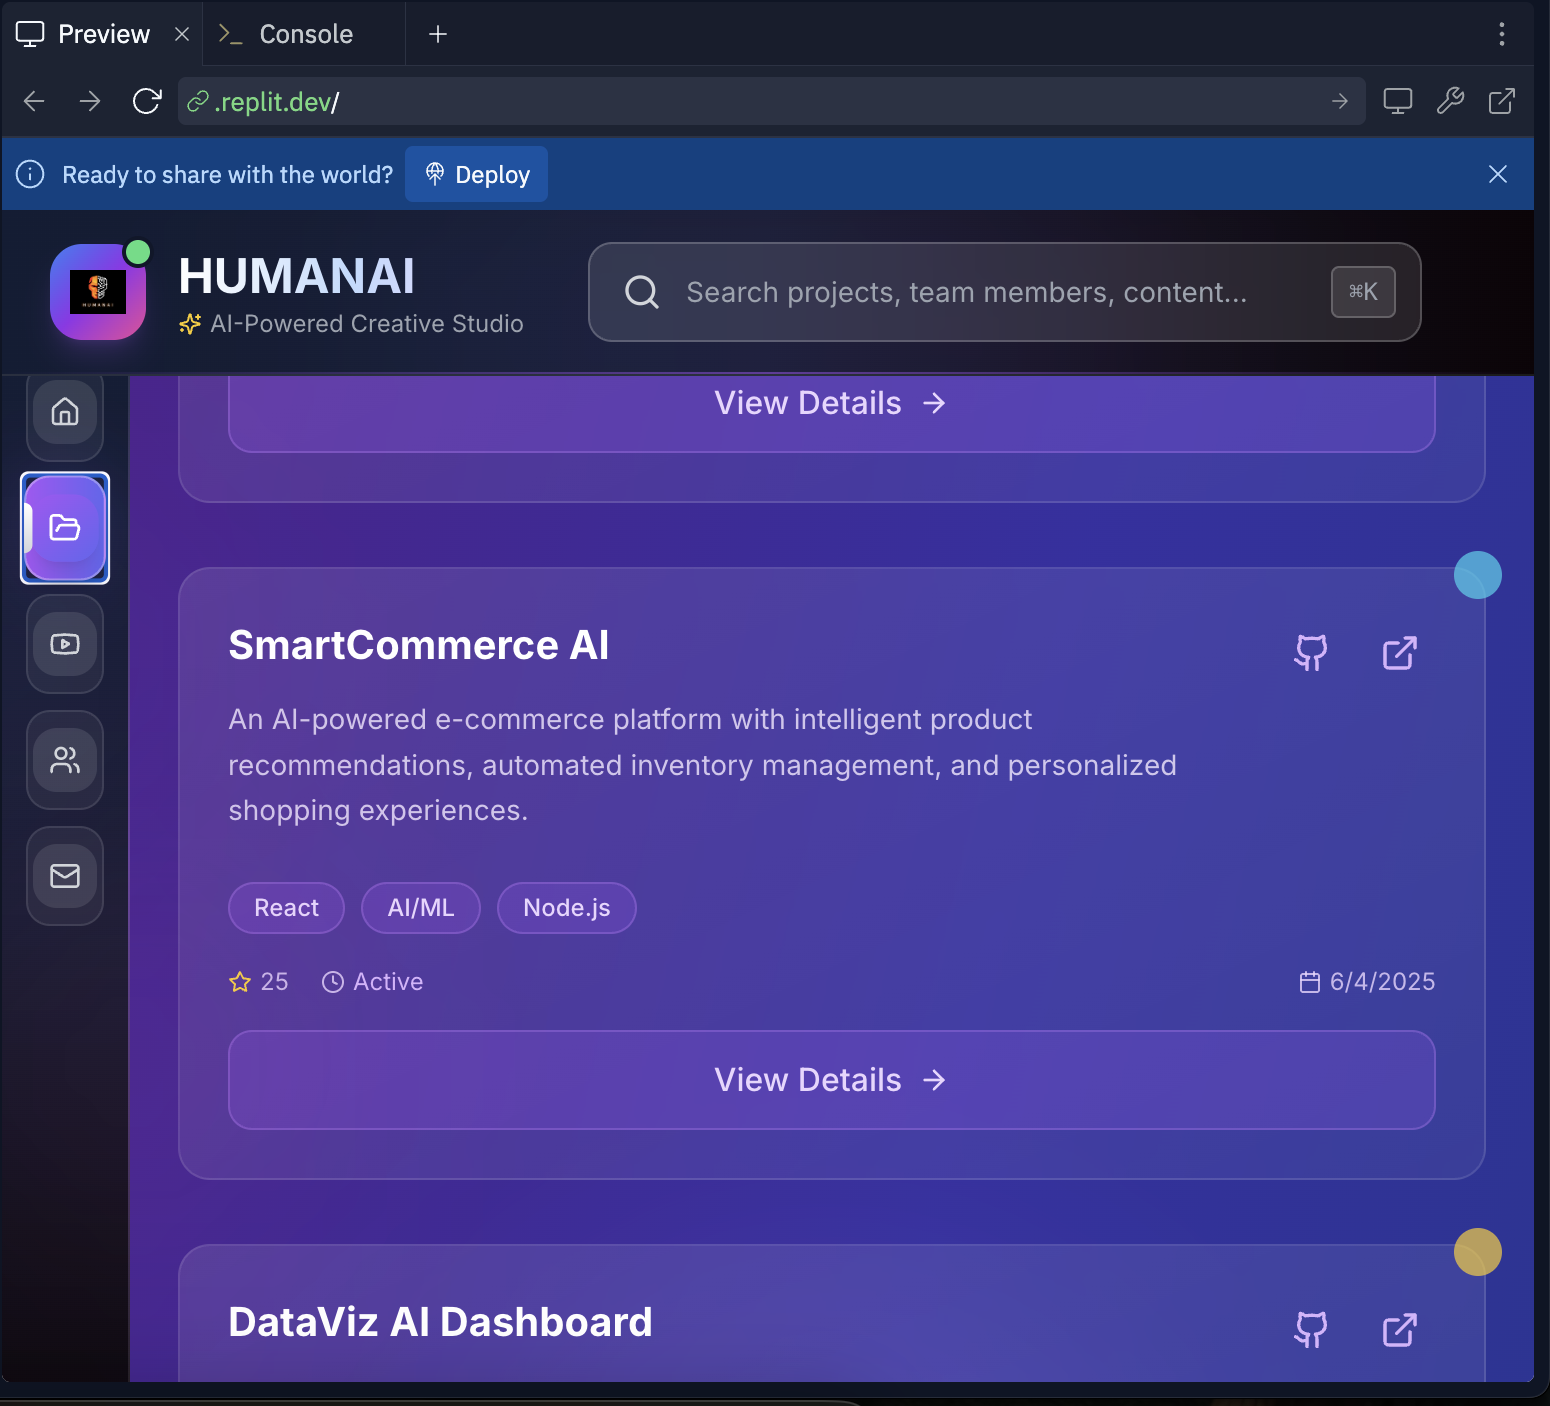 Preview
Console
.replit.dev/
Ready to share with the world?
Deploy
HUMANAI
HUMANAI
AI-Powered Creative Studio
Search projects, team members, content...
⌘K
View Details
SmartCommerce AI
An AI-powered e-commerce platform with intelligent product
recommendations, automated inventory management, and personalized
shopping experiences.
React
AI/ML
Node.js
25
Active
6/4/2025
View Details
DataViz AI Dashboard